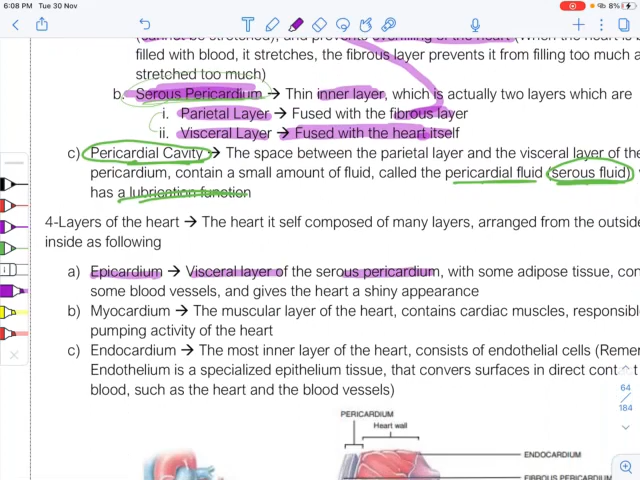 6:08 PM Tue 30 Nov
8%
(cannot be stretched), and prevents overfilling of the heart (When the heart is
filled with blood, it stretches, the fibrous layer prevents it from filling too much a
stretched too much)
b. Serous Pericardium → Thin inner layer, which is actually two layers which are
i. Parietal Layer → Fused with the fibrous layer
ii. Visceral Layer → Fused with the heart itself
c) Pericardial Cavity → The space between the parietal layer and the visceral layer of the
pericardium, contain a small amount of fluid, called the pericardial fluid (serous fluid)
has a lubrication function
4-Layers of the heart → The heart it self composed of many layers, arranged from the outside
inside as following
a) Epicardium → Visceral layer of the serous pericardium, with some adipose tissue, con
some blood vessels, and gives the heart a shiny appearance
b) Myocardium → The muscular layer of the heart, contains cardiac muscles, responsible
pumping activity of the heart
c) Endocardium → The most inner layer of the heart, consists of endothelial cells (Remer
Endothelium is a specialized epithelium tissue, that convers surfaces in direct cont t
blood, such as the heart and the blood vessels)
64
/
184
PERICARDIUM
Heart wall
ENDOCARDIUM
FIBROUS PERICARDIUM